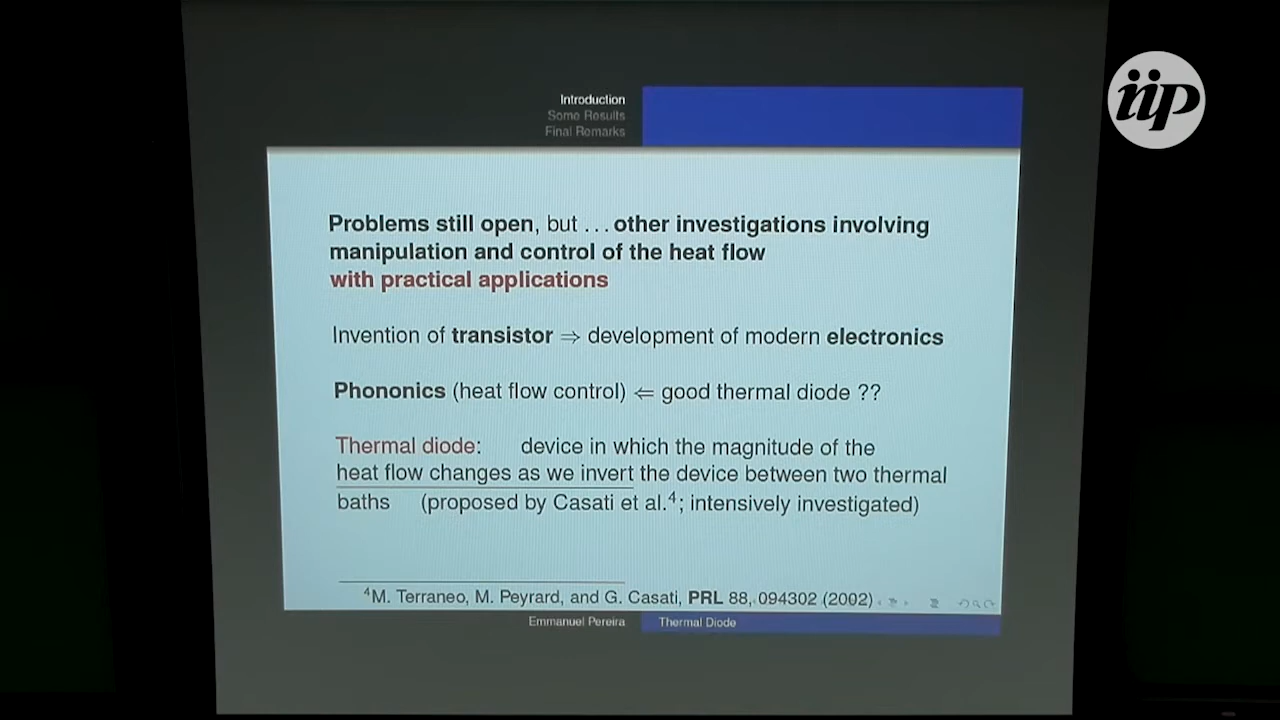 iip
Introduction
Some Results
Final Remarks
Problems still open, but . . . other investigations involving
manipulation and control of the heat flow
with practical applications
Invention of transistor ⇒ development of modern electronics
Phononics (heat flow control) ⇐ good thermal diode ??
Thermal diode: device in which the magnitude of the
heat flow changes as we invert the device between two thermal
baths (proposed by Casati et al.⁴; intensively investigated)
⁴M. Terraneo, M. Peyrard, and G. Casati, PRL 88, 094302 (2002)
Emmanuel Pereira Thermal Diode